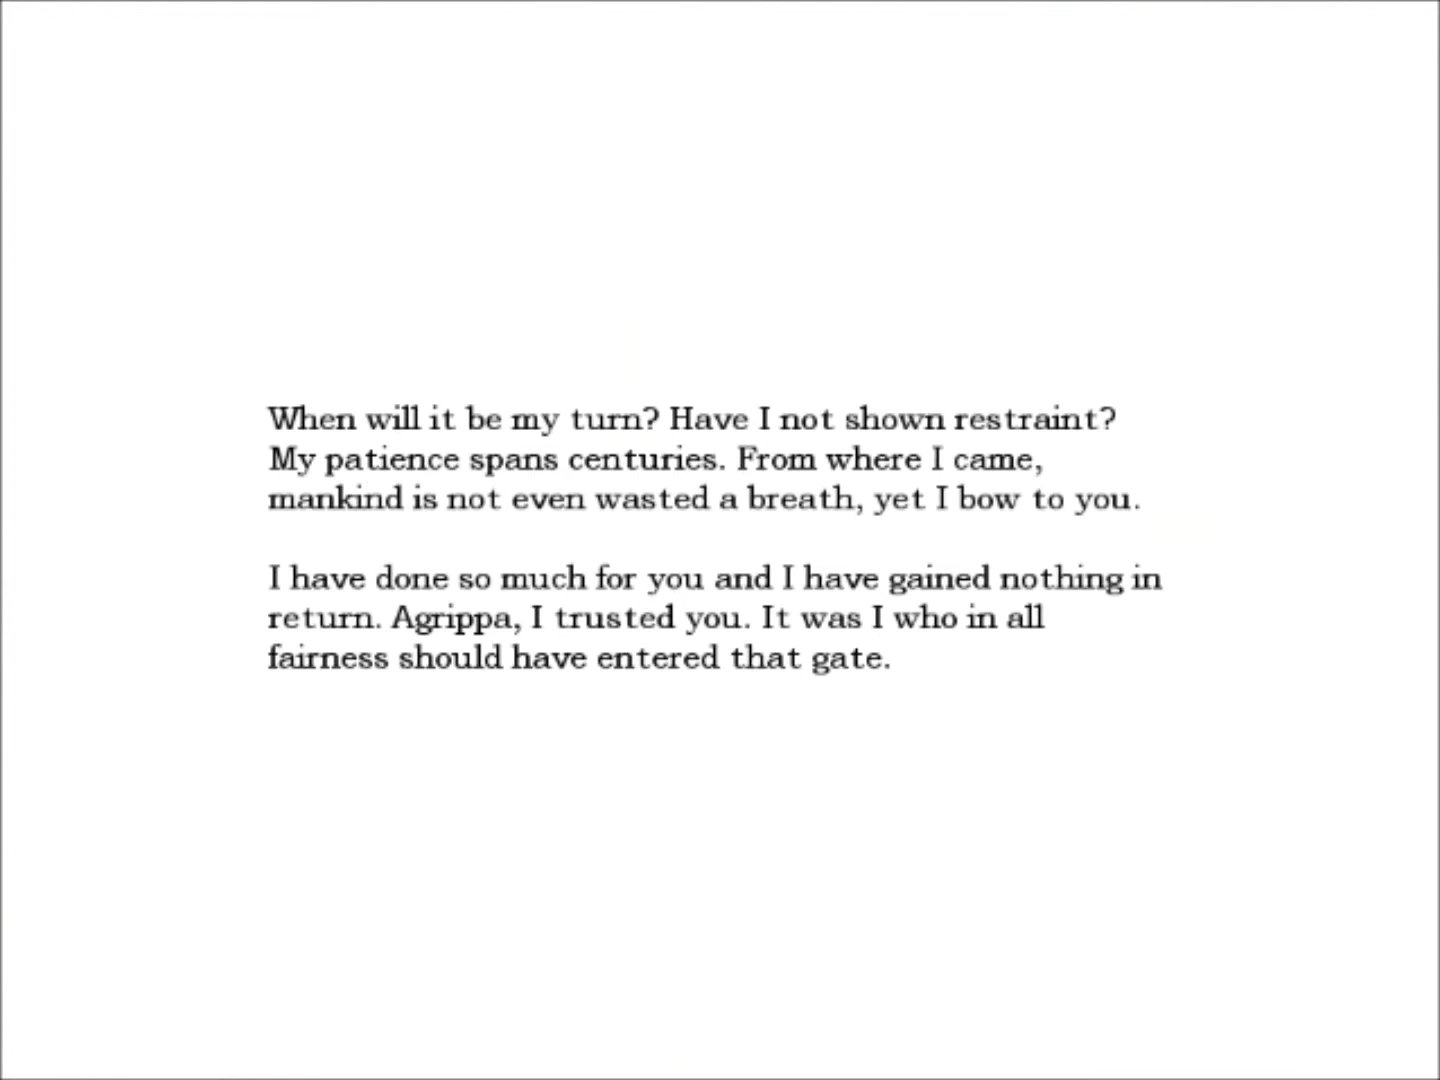 When will it be my turn? Have I not shown restraint?
My patience spans centuries. From where I came,
mankind is not even wasted a breath, yet I bow to you.
I have done so much for you and I have gained nothing in
return. Agrippa, I trusted you. It was I who in all
fairness should have entered that gate.